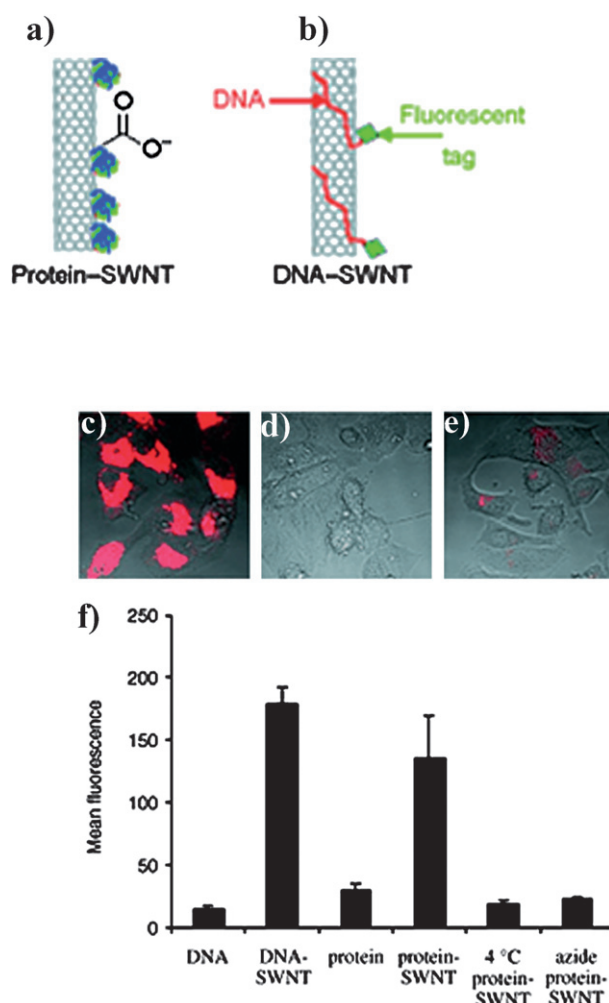 a)
b)
DNA
Fluorescent
tag
O
O−
Protein–SWNT
DNA–SWNT
c)
d)
e)
f)
250
200
150
100
50
0
Mean fluorescence
DNA
DNA-
SWNT
protein
protein-
SWNT
4 °C
protein-
SWNT
azide
protein-
SWNT